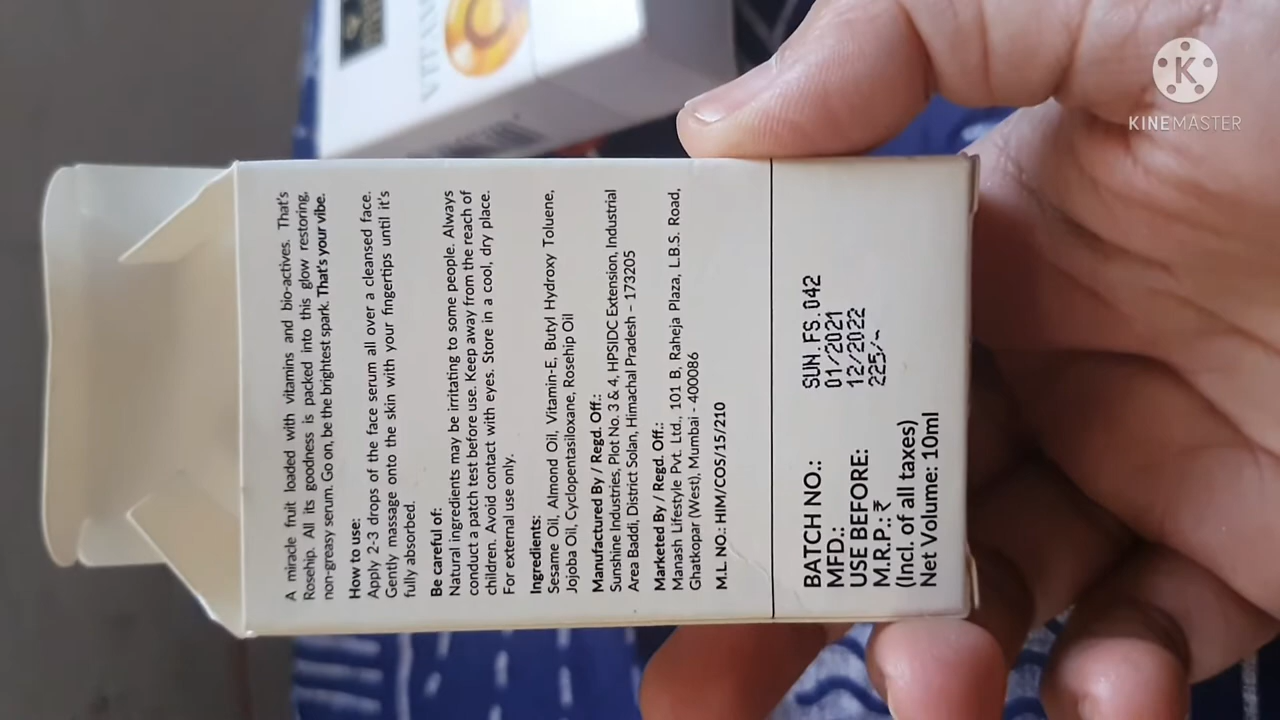 A miracle fruit loaded with vitamins and bio-actives. That's
Rosehip. All its goodness is packed into this glow restoring,
non-greasy serum. Go on, be the brightest spark. That's your vibe.
How to use:
Apply 2-3 drops of the face serum all over a cleansed face.
Gently massage onto the skin with your fingertips until it's
fully absorbed.
Be careful of:
Natural ingredients may be irritating to some people. Always
conduct a patch test before use. Keep away from the reach of
children. Avoid contact with eyes. Store in a cool, dry place.
For external use only.
Ingredients:
Sesame Oil, Almond Oil, Vitamin-E, Butyl Hydroxy Toluene,
Jojoba Oil, Cyclopentasiloxane, Rosehip Oil
Manufactured By / Regd. Off.:
Sunshine Industries, Plot No. 3 & 4, HPSIDC Extension, Industrial
Area Baddi, District Solan, Himachal Pradesh – 173205
Marketed By / Regd. Off.:
Manash Lifestyle Pvt. Ltd., 101 B, Raheja Plaza, L.B.S. Road,
Ghatkopar (West), Mumbai - 400086
M.L. NO.: HIM/COS/15/210
BATCH NO.: SUN.FS.042
MFD.: 01/2021
USE BEFORE: 12/2022
M.R.P.: ₹ 225/-
(Incl. of all taxes)
Net Volume: 10ml
K
KINEMASTER